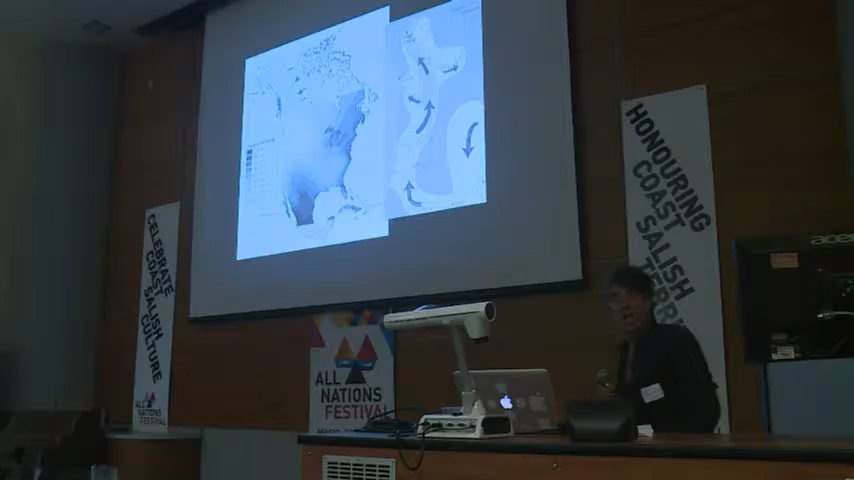 HONOURING
COAST
SALISH
CELEBRATE
COAST
SALISH
CULTURE
ALL
NATIONS
FESTIVAL
ALL
NATIONS
FESTIVAL
acer